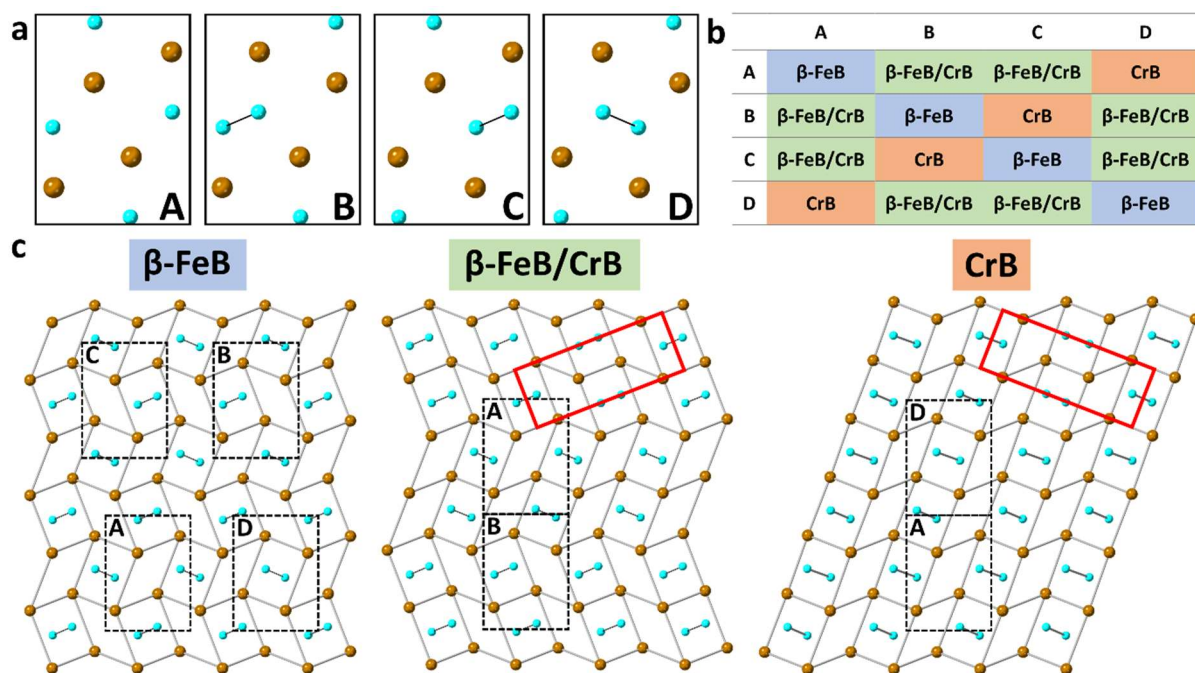 a
A
B
C
D
b
A B C D
A β-FeB β-FeB/CrB β-FeB/CrB CrB
B β-FeB/CrB β-FeB CrB β-FeB/CrB
C β-FeB/CrB CrB β-FeB β-FeB/CrB
D CrB β-FeB/CrB β-FeB/CrB β-FeB
c
β-FeB
C
B
A
D
β-FeB/CrB
A
B
CrB
D
A